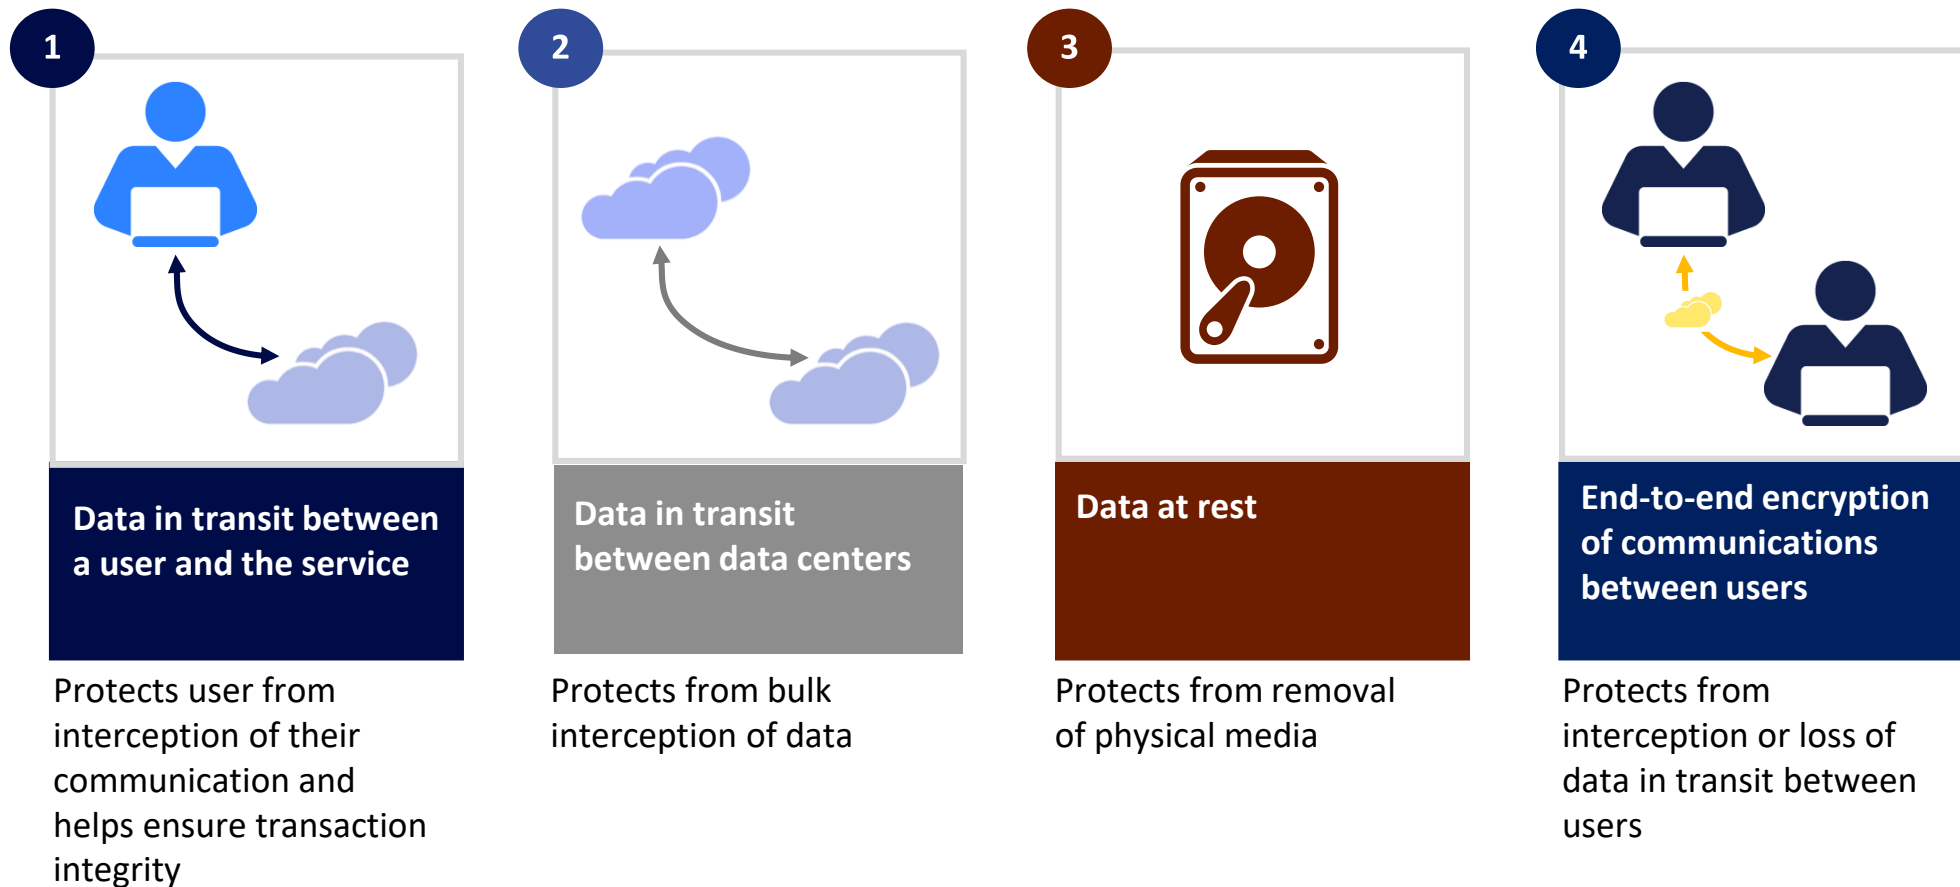 1
Data in transit between
a user and the service
Protects user from
interception of their
communication and
helps ensure transaction
integrity
2
Data in transit
between data centers
Protects from bulk
interception of data
3
Data at rest
Protects from removal
of physical media
4
End-to-end encryption
of communications
between users
Protects from
interception or loss of
data in transit between
users